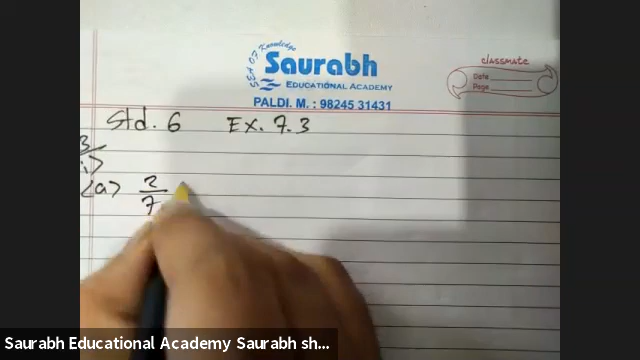 SEA OF Knowledge
Saurabh
EDUCATIONAL ACADEMY
PALDI. M. : 98245 31431
classmate
Date
Page
Std. 6 Ex. 7.3
3
i)
(a) 2/7
Saurabh Educational Academy Saurabh sh...